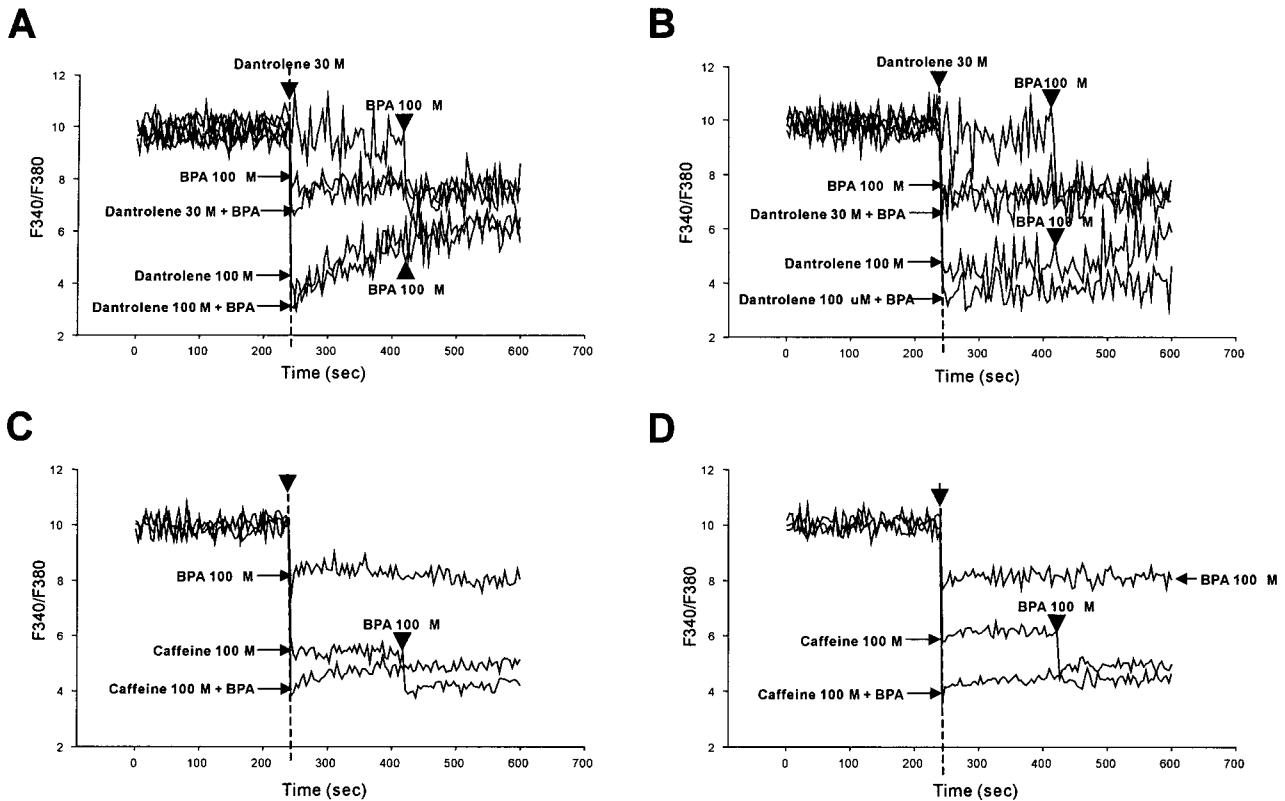 A
Dantrolene 30 M
12
10
8
6
4
2
F340/F380
BPA 100 M
BPA 100 M
Dantrolene 30 M + BPA
Dantrolene 100 M
Dantrolene 100 M + BPA
BPA 100 M
0 100 200 300 400 500 600 700
Time (sec)
B
Dantrolene 30 M
12
10
8
6
4
2
F340/F380
BPA100 M
BPA 100 M
Dantrolene 30 M + BPA
BPA 100 M
Dantrolene 100 M
Dantrolene 100 uM + BPA
0 100 200 300 400 500 600 700
Time (sec)
C
12
10
8
6
4
2
F340/F380
BPA 100 M
BPA 100 M
Caffeine 100 M
Caffeine 100 M + BPA
0 100 200 300 400 500 600 700
Time (sec)
D
12
10
8
6
4
2
F340/F380
BPA 100 M
BPA 100 M
Caffeine 100 M
Caffeine 100 M + BPA
0 100 200 300 400 500 600 700
Time (sec)